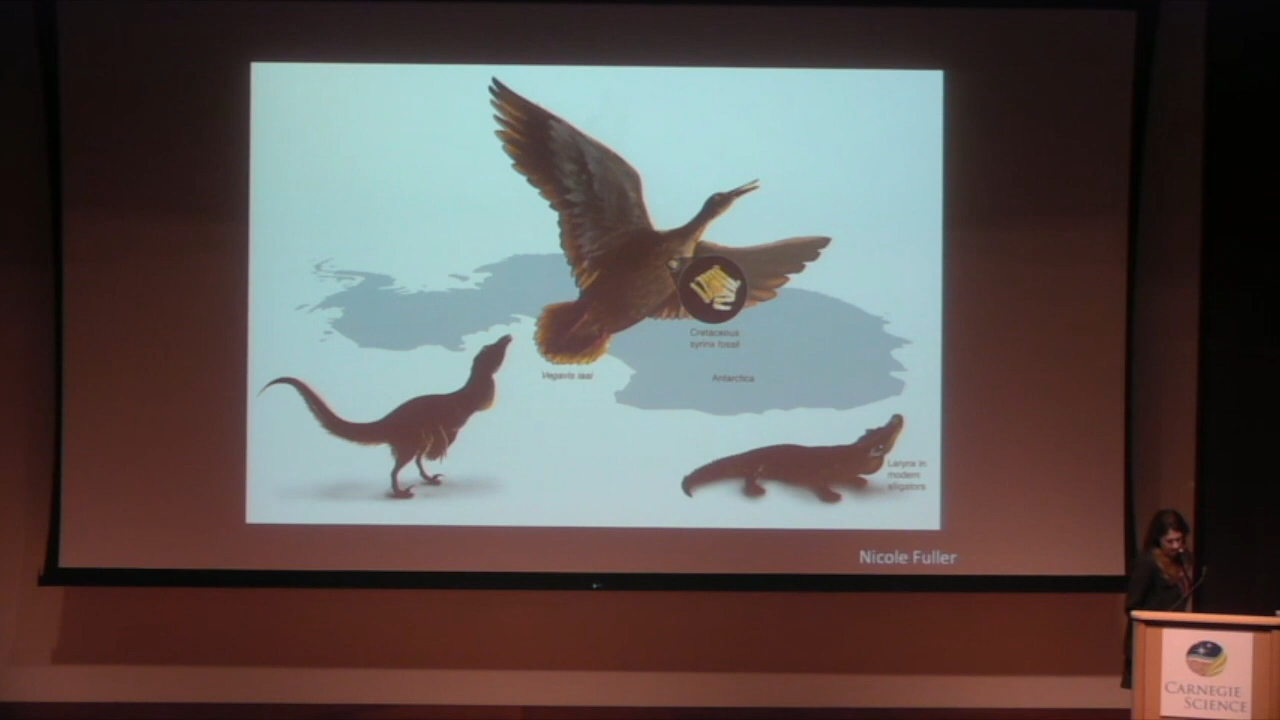 Cretaceous
syrinx fossil
Vegavis iaai
Antarctica
Larynx in
modern
alligators
Nicole Fuller
CARNEGIE
SCIENCE